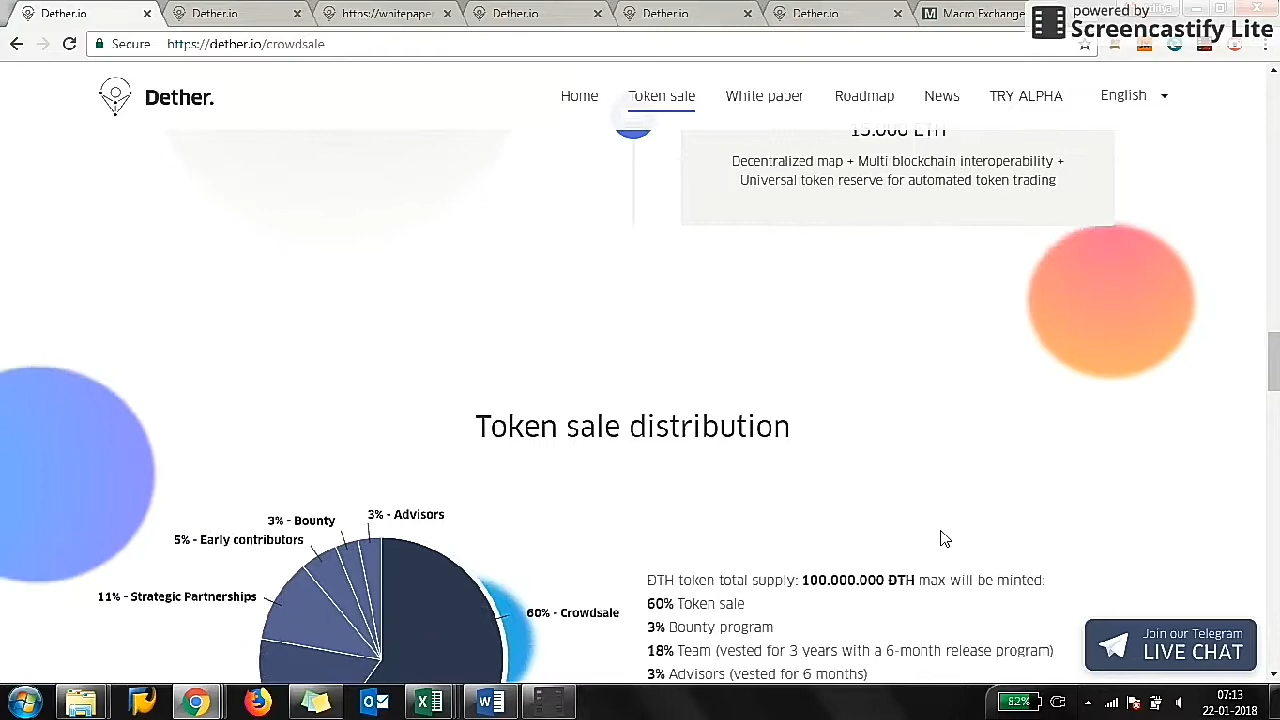 Dether.io
Dether.io
https://whitepape
Dether.io
Dether.io
Dether.io
Macro Exchange
powered by
Screencastify Lite
Secure
https://dether.io/crowdsale
Dether.
Home
Token sale
White paper
Roadmap
News
TRY ALPHA
English
15.000 ETH
Decentralized map + Multi blockchain interoperability +
Universal token reserve for automated token trading
Token sale distribution
3% - Advisors
3% - Bounty
5% - Early contributors
11% - Strategic Partnerships
60% - Crowdsale
DTH token total supply: 100.000.000 DTH max will be minted:
60% Token sale
3% Bounty program
18% Team (vested for 3 years with a 6-month release program)
3% Advisors (vested for 6 months)
Join our Telegram
LIVE CHAT
82%
07:13
22-01-2018